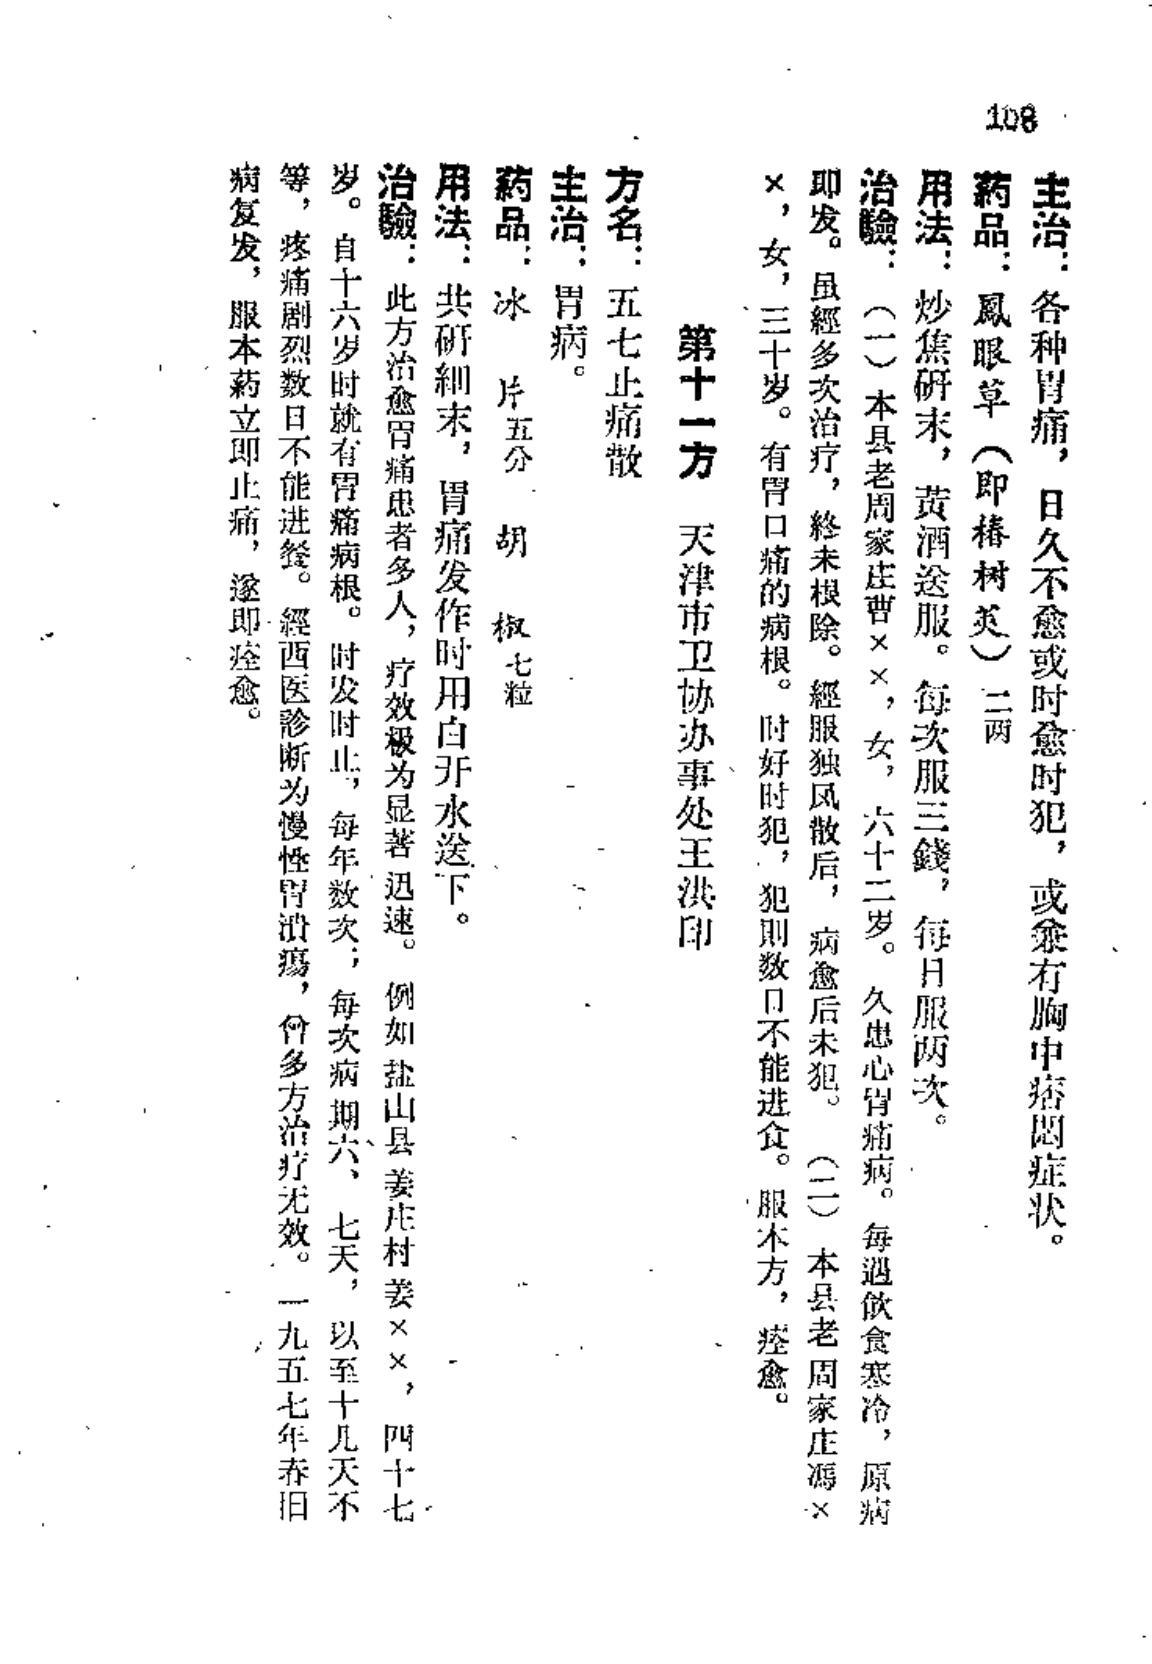 108
主治：各种胃痛，日久不愈或时愈时犯，或兼有胸中痞悶症状。
葯品：鳳眼草（即椿树荚）二两
用法：炒焦研末，黄酒送服。每次服三錢，每日服两次。
治驗：（一）本县老周家庄曹××，女，六十二岁。久患心胃痛病。每遇飲食寒冷，原病
即发。虽經多次治疗，終未根除。經服独凤散后，病愈后未犯。（二）本县老周家庄馮×
×，女，三十岁。有胃口痛的病根。时好时犯，犯則数日不能进食。服本方，痊愈。
第十一方 天津市卫协办事处王洪印
方名：五七止痛散
主治：胃病。
葯品：冰片五分 胡椒七粒
用法：共研細末，胃痛发作时用白开水送下。
治驗：此方治愈胃痛患者多人，疗效极为显著迅速。例如盐山县姜庄村姜××，四十七
岁。自十六岁时就有胃痛病根。时发时止，每年数次；每次病期六、七天，以至十几天不
等，疼痛剧烈数日不能进餐。經西医診断为慢性胃潰瘍，曾多方治疗无效。一九五七年春旧
病复发，服本葯立即止痛，遂即痊愈。